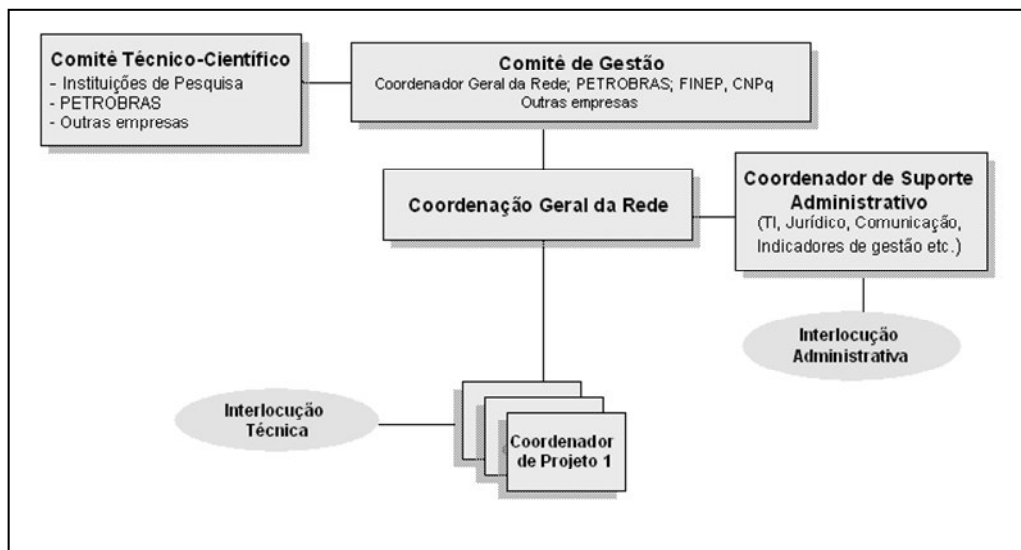 Comitê Técnico-Científico
- Instituições de Pesquisa
- PETROBRAS
- Outras empresas
Comitê de Gestão
Coordenador Geral da Rede; PETROBRAS; FINEP, CNPq
Outras empresas
Coordenação Geral da Rede
Coordenador de Suporte
Administrativo
(TI, Jurídico, Comunicação,
Indicadores de gestão etc.)
Interlocução
Administrativa
Interlocução
Técnica
Coordenador
de Projeto 1